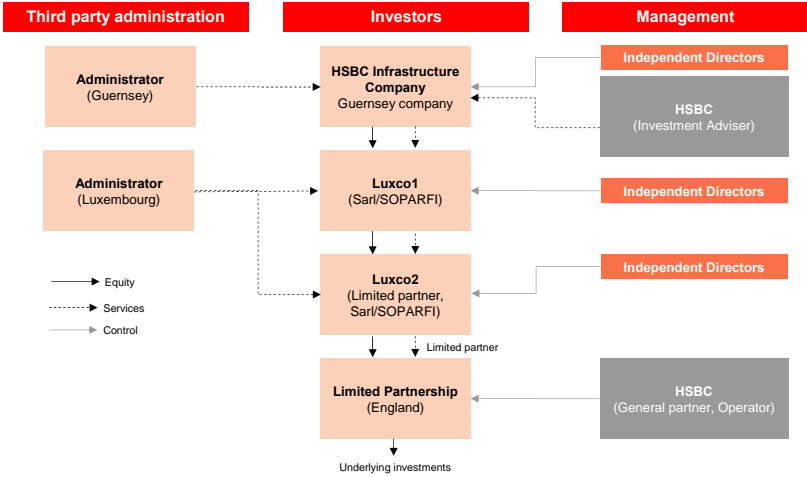 Third party administration
Investors
Management
Administrator
(Guernsey)
HSBC Infrastructure
Company
Guernsey company
Independent Directors
HSBC
(Investment Adviser)
Administrator
(Luxembourg)
Luxco1
(Sarl/SOPARFI)
Independent Directors
Luxco2
(Limited partner,
Sarl/SOPARFI)
Independent Directors
Equity
Services
Control
Limited partner
Limited Partnership
(England)
HSBC
(General partner, Operator)
Underlying investments